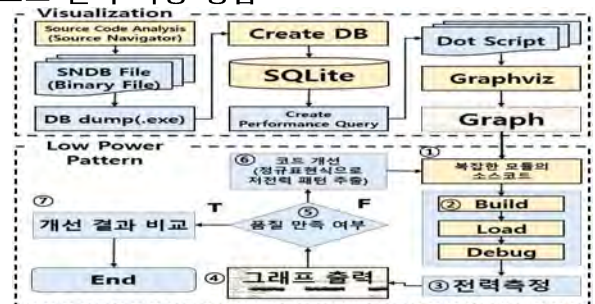 Visualization
Source Code Analysis
(Source Navigator)
SNDB File
(Binary File)
DB dump(.exe)
Create DB
SQLite
Create
Performance Query
Dot Script
Graphviz
Graph
Low Power
Pattern
①
복잡한 모듈의
소스코드
② Build
Load
Debug
③ 전력측정
④ 그래프 출력
⑤
품질 만족 여부
T
F
⑥ 코드 개선
(정규표현식으로
저전력 패턴 추출)
⑦
개선 결과 비교
End